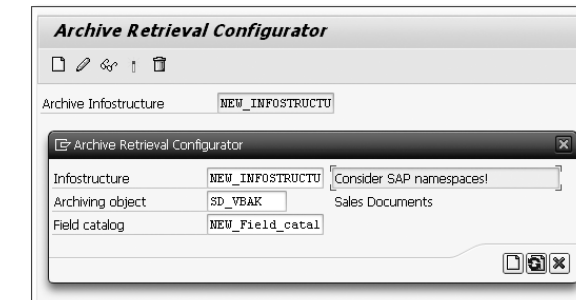 Archive Retrieval Configurator
Archive Infostructure NEW_INFOSTRUCTU
Archive Retrieval Configurator
Infostructure NEW_INFOSTRUCTU Consider SAP namespaces!
Archiving object SD_VBAK Sales Documents
Field catalog NEW_Field_catal